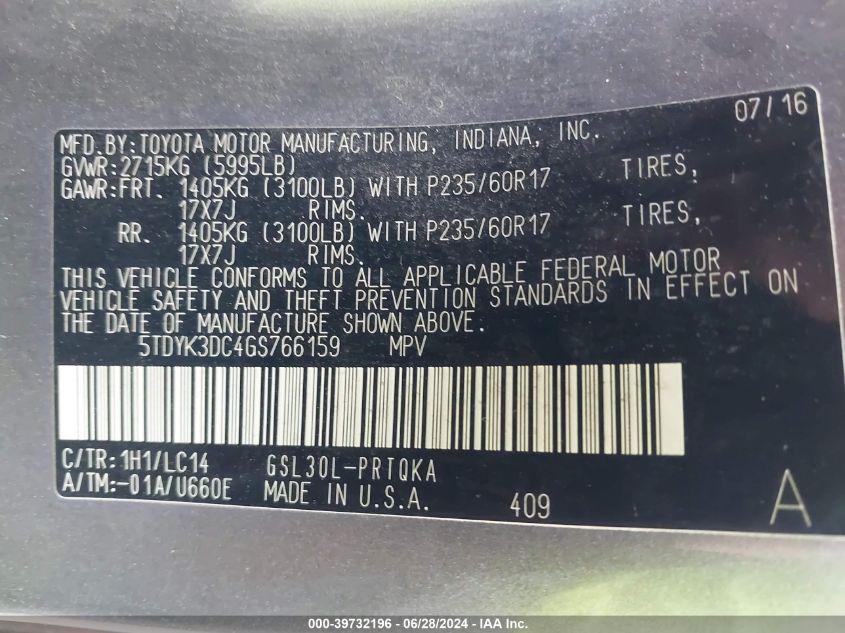 07/16
MFD.BY:TOYOTA MOTOR MANUFACTURING, INDIANA, INC.
GVWR:2715KG (5995LB)
GAWR:FRT. 1405KG (3100LB) WITH P235/60R17 TIRES,
17X7J RIMS.
RR. 1405KG (3100LB) WITH P235/60R17 TIRES,
17X7J RIMS.
THIS VEHICLE CONFORMS TO ALL APPLICABLE FEDERAL MOTOR
VEHICLE SAFETY AND THEFT PREVENTION STANDARDS IN EFFECT ON
THE DATE OF MANUFACTURE SHOWN ABOVE.
5TDYK3DC4GS766159 MPV
C/TR:1H1/LC14 GSL30L-PRTQKA
A/TM:-01A/U660E MADE IN U.S.A. 409 A
000-39732196 - 06/28/2024 - IAA Inc.